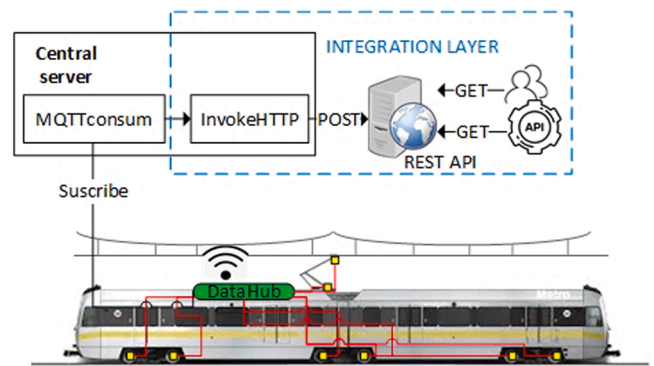 INTEGRATION LAYER
Central
server
MQTTconsum
InvokeHTTP
POST
GET
GET
API
REST API
Suscribe
DataHub
Metro